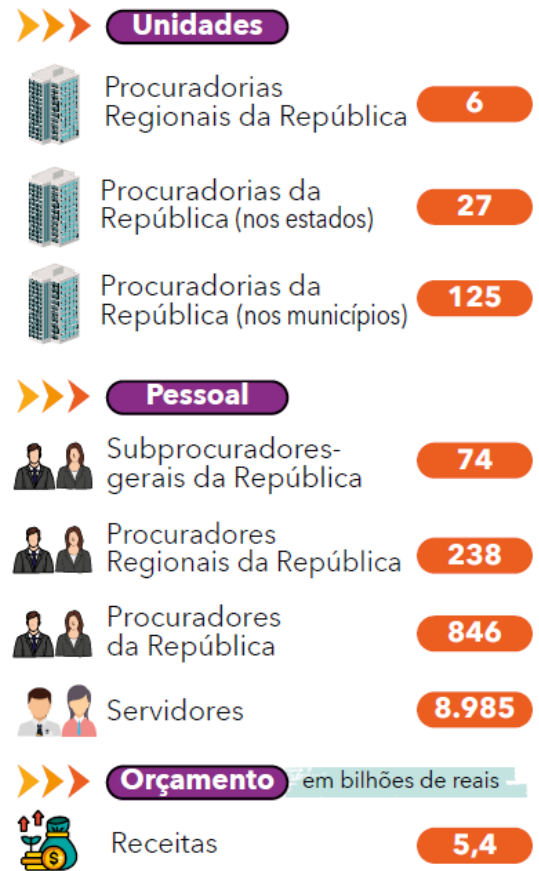 Unidades
Procuradorias
Regionais da República
6
Procuradorias da
República (nos estados)
27
Procuradorias da
República (nos municípios)
125
Pessoal
Subprocuradores-
gerais da República
74
Procuradores
Regionais da República
238
Procuradores
da República
846
Servidores
8.985
Orçamento em bilhões de reais
Receitas
5,4